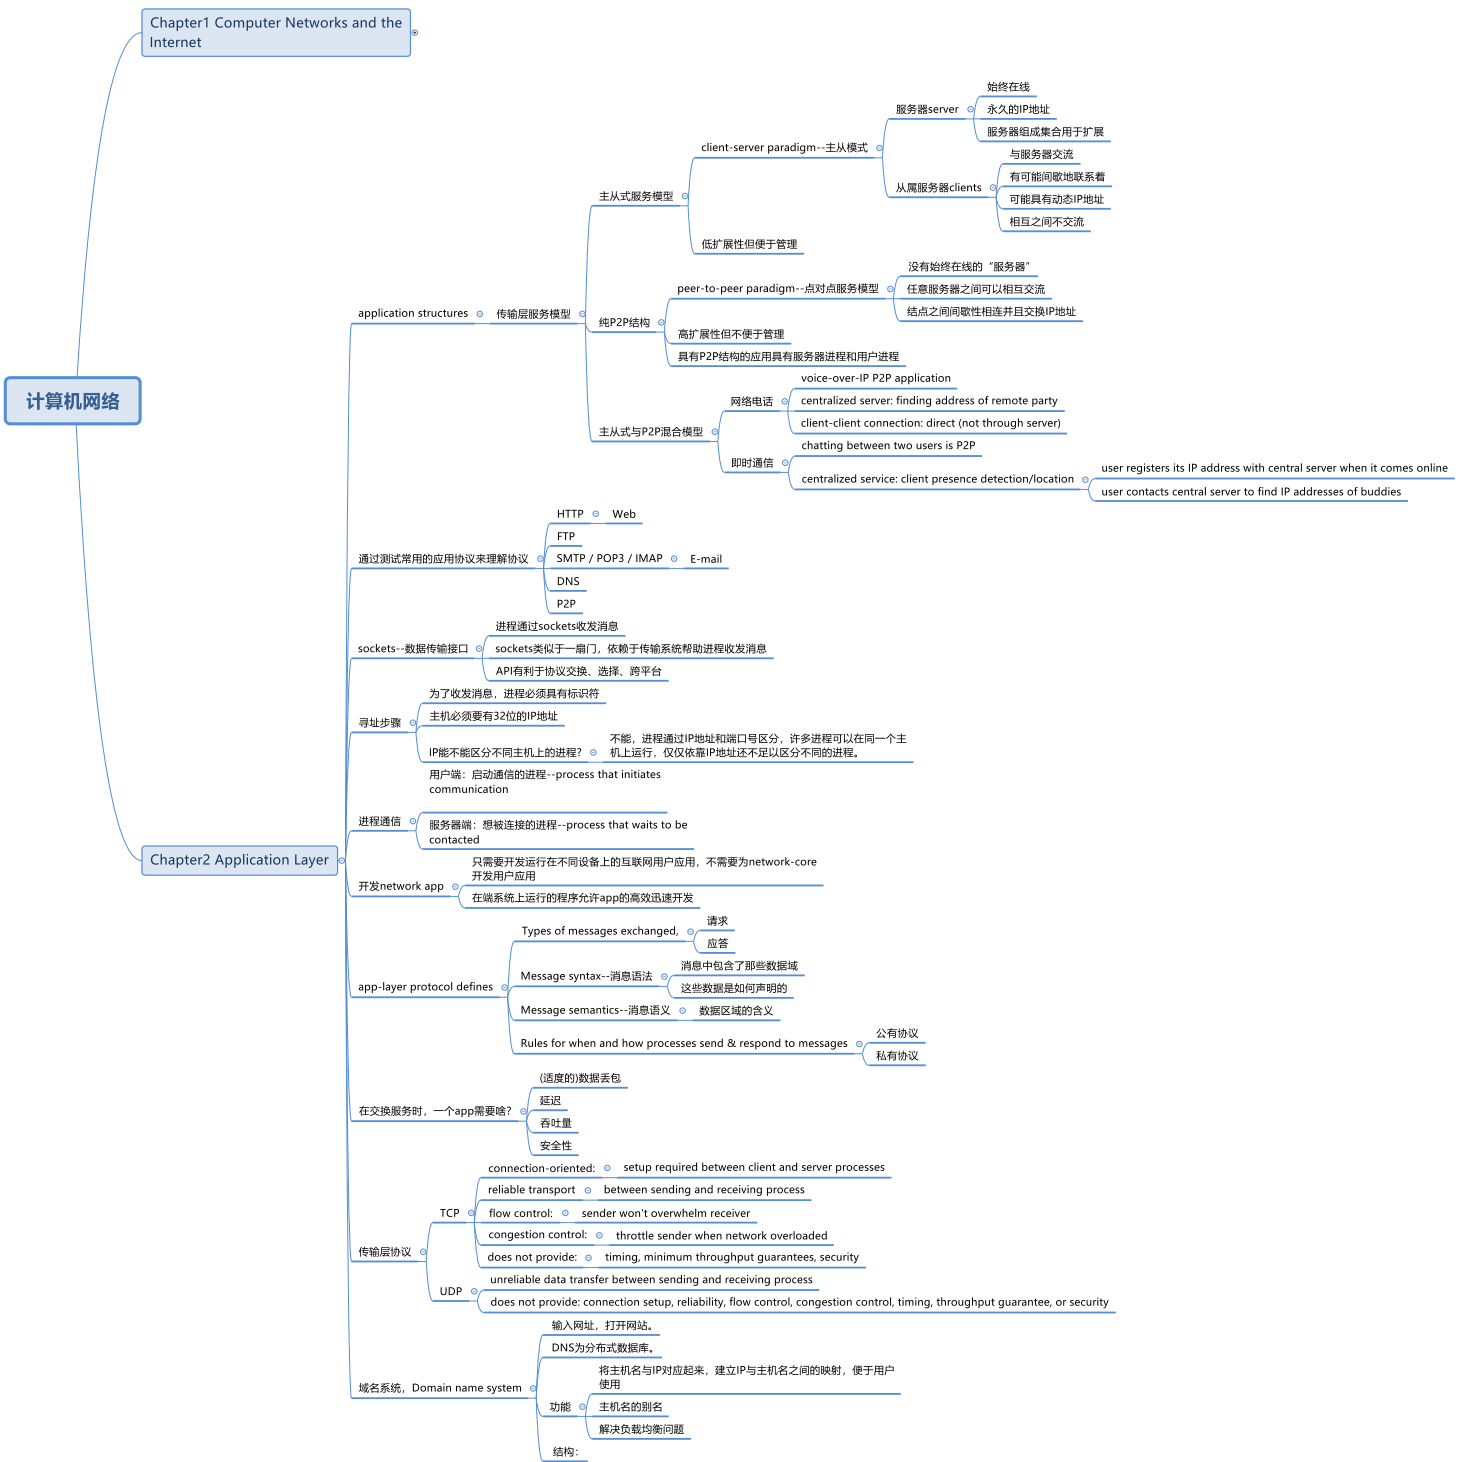 Chapter1 Computer Networks and the
Internet
计算机网络
Chapter2 Application Layer
application structures
传输层服务模型
主从式服务模型
client-server paradigm--主从模式
服务器server
始终在线
永久的IP地址
服务器组成集合用于扩展
从属服务器clients
与服务器交流
有可能间歇地联系着
可能具有动态IP地址
相互之间不交流
低扩展性但便于管理
纯P2P结构
peer-to-peer paradigm--点对点服务模型
没有始终在线的“服务器”
任意服务器之间可以相互交流
结点之间间歇性相连并且交换IP地址
高扩展性但不便于管理
具有P2P结构的应用具有服务器进程和用户进程
主从式与P2P混合模型
网络电话
voice-over-IP P2P application
centralized server: finding address of remote party
client-client connection: direct (not through server)
即时通信
chatting between two users is P2P
centralized service: client presence detection/location
user registers its IP address with central server when it comes online
user contacts central server to find IP addresses of buddies
通过测试常用的应用协议来理解协议
HTTP
Web
FTP
SMTP / POP3 / IMAP
E-mail
DNS
P2P
sockets--数据传输接口
进程通过sockets收发消息
sockets类似于一扇门，依赖于传输系统帮助进程收发消息
API有利于协议交换、选择、跨平台
寻址步骤
为了收发消息，进程必须具有标识符
主机必须要有32位的IP地址
IP能不能区分不同主机上的进程？
不能，进程通过IP地址和端口号区分，许多进程可以在同一个主
机上运行，仅仅依靠IP地址还不足以区分不同的进程。
进程通信
用户端：启动通信的进程--process that initiates
communication
服务器端：想被连接的进程--process that waits to be
contacted
开发network app
只需要开发运行在不同设备上的互联网用户应用，不需要为network-core
开发用户应用
在端系统上运行的程序允许app的高效迅速开发
app-layer protocol defines
Types of messages exchanged,
请求
应答
Message syntax--消息语法
消息中包含了那些数据域
这些数据是如何声明的
Message semantics--消息语义
数据区域的含义
Rules for when and how processes send & respond to messages
公有协议
私有协议
在交换服务时，一个app需要啥？
(适度的)数据丢包
延迟
吞吐量
安全性
传输层协议
TCP
connection-oriented:
setup required between client and server processes
reliable transport
between sending and receiving process
flow control:
sender won't overwhelm receiver
congestion control:
throttle sender when network overloaded
does not provide:
timing, minimum throughput guarantees, security
UDP
unreliable data transfer between sending and receiving process
does not provide: connection setup, reliability, flow control, congestion control, timing, throughput guarantee, or security
域名系统，Domain name system
输入网址，打开网站。
DNS为分布式数据库。
功能
将主机名与IP对应起来，建立IP与主机名之间的映射，便于用户
使用
主机名的别名
解决负载均衡问题
结构：